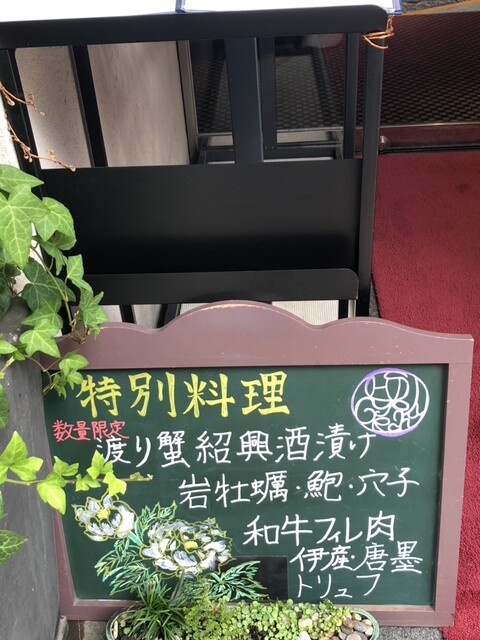 特別料理
数量限定
渡り蟹紹興酒漬け
岩牡蠣・鮑・穴子
和牛フィレ肉
伊産・唐墨
トリュフ